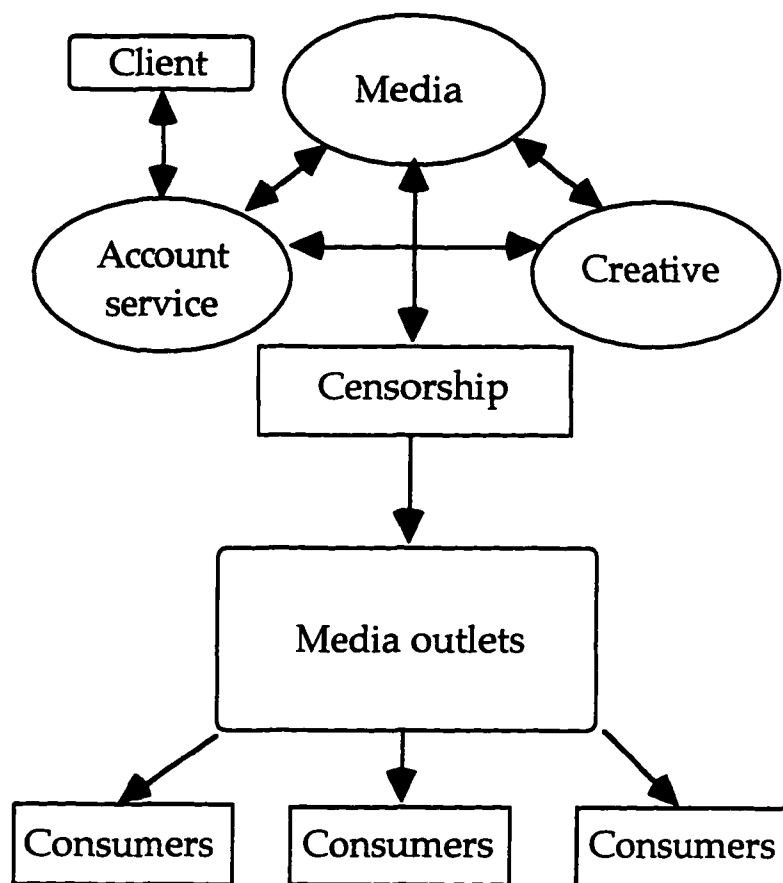 Client
Media
Account
service
Creative
Censorship
Media outlets
Consumers
Consumers
Consumers